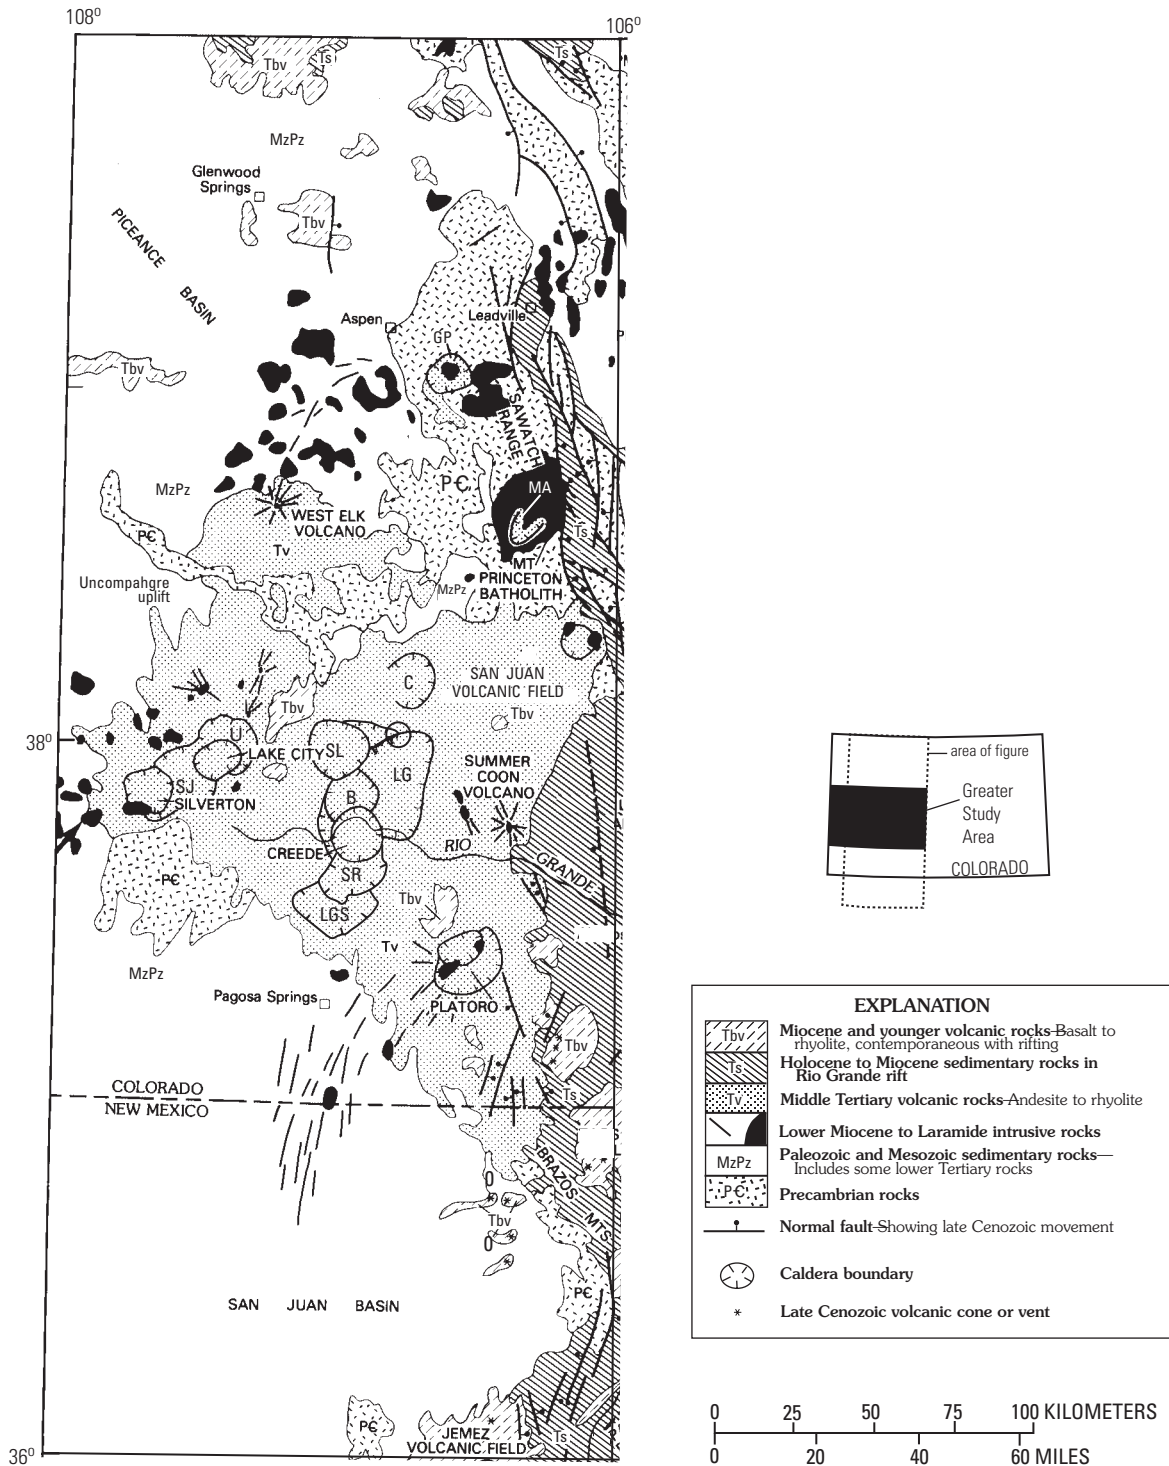 108⁰
106⁰
Ts
Tbv
Ts
MzPz
Glenwood
Springs
Tbv
PICEANCE
BASIN
Aspen
Leadville
GP
Tbv
SAWATCH
RANGE
MzPz
P€
MA
WEST ELK
VOLCANO
P€
Ts
Tv
MT
PRINCETON
BATHOLITH
Uncompahgre
uplift
MzPz
C
SAN JUAN
VOLCANIC FIELD
Tbv
Tbv
38⁰
U
LAKE CITY
SL
LG
SUMMER
COON
VOLCANO
SJ
SILVERTON
B
CREEDE
RIO
GRANDE
P€
SR
LGS
Tbv
Tv
MzPz
Pagosa Springs
PLATORO
Tbv
COLORADO
NEW MEXICO
Ts
BRAZOS
MTS
0
Tbv
0
P€
SAN JUAN BASIN
P€
JEMEZ
VOLCANIC FIELD
Ts
36⁰
area of figure
Greater
Study
Area
COLORADO
EXPLANATION
Tbv
Miocene and younger volcanic rocks—Basalt to
rhyolite, contemporaneous with rifting
Ts
Holocene to Miocene sedimentary rocks in
Rio Grande rift
Tv
Middle Tertiary volcanic rocks—Andesite to rhyolite
Lower Miocene to Laramide intrusive rocks
MzPz
Paleozoic and Mesozoic sedimentary rocks—
Includes some lower Tertiary rocks
P€
Precambrian rocks
Normal fault—Showing late Cenozoic movement
Caldera boundary
Late Cenozoic volcanic cone or vent
0 25 50 75 100 KILOMETERS
0 20 40 60 MILES